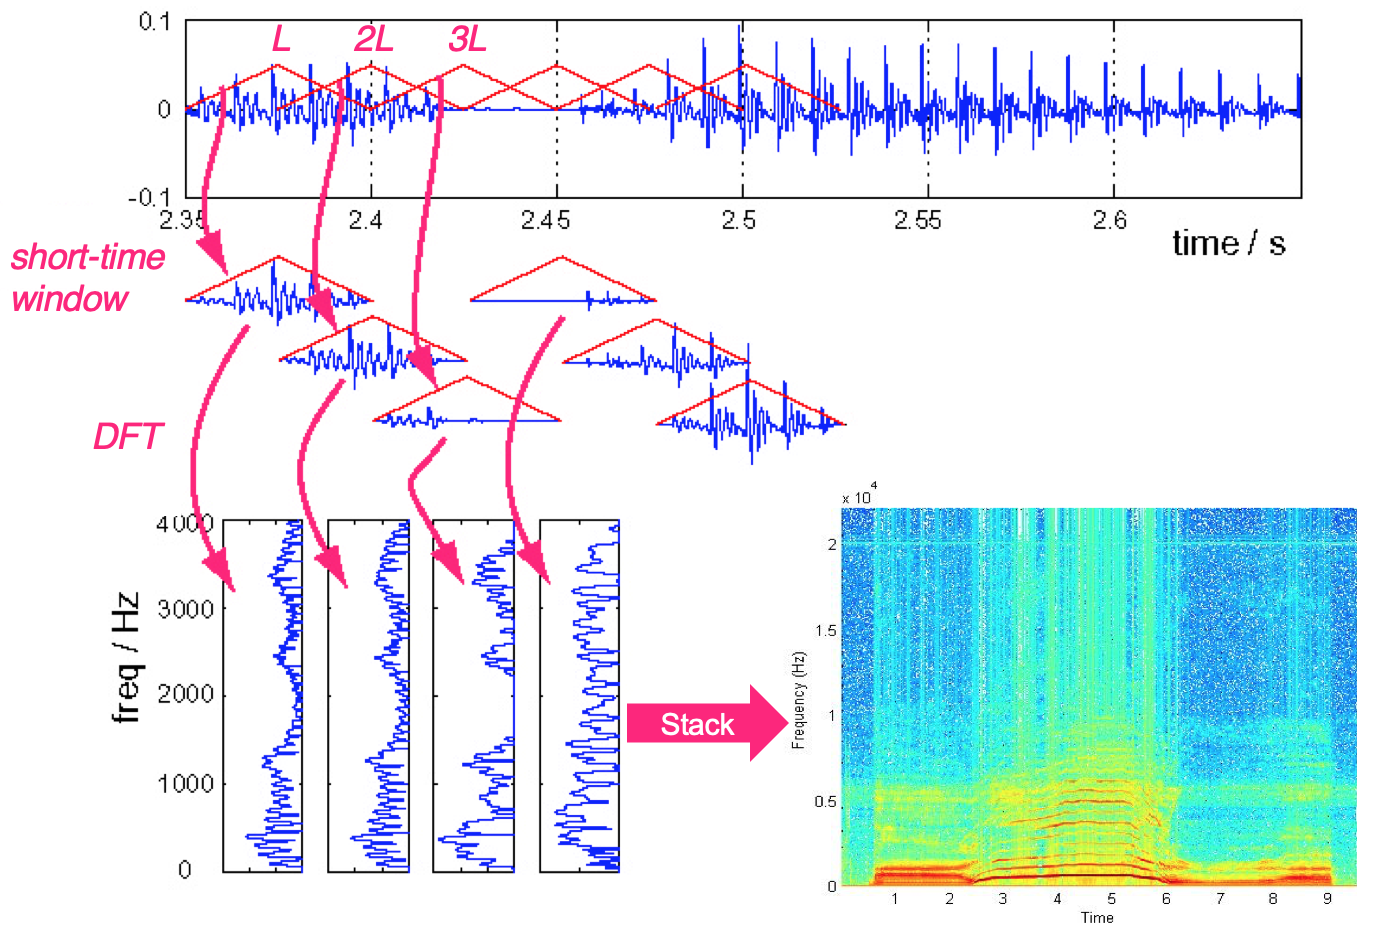 0.1
L 2L 3L
0
-0.1
2.35 2.4 2.45 2.5 2.55 2.6
time / s
short-time
window
DFT
4000
3000
2000
1000
0
freq / Hz
Stack
x 10^4
2
1.5
1
0.5
0
Frequency (Hz)
1 2 3 4 5 6 7 8 9
Time